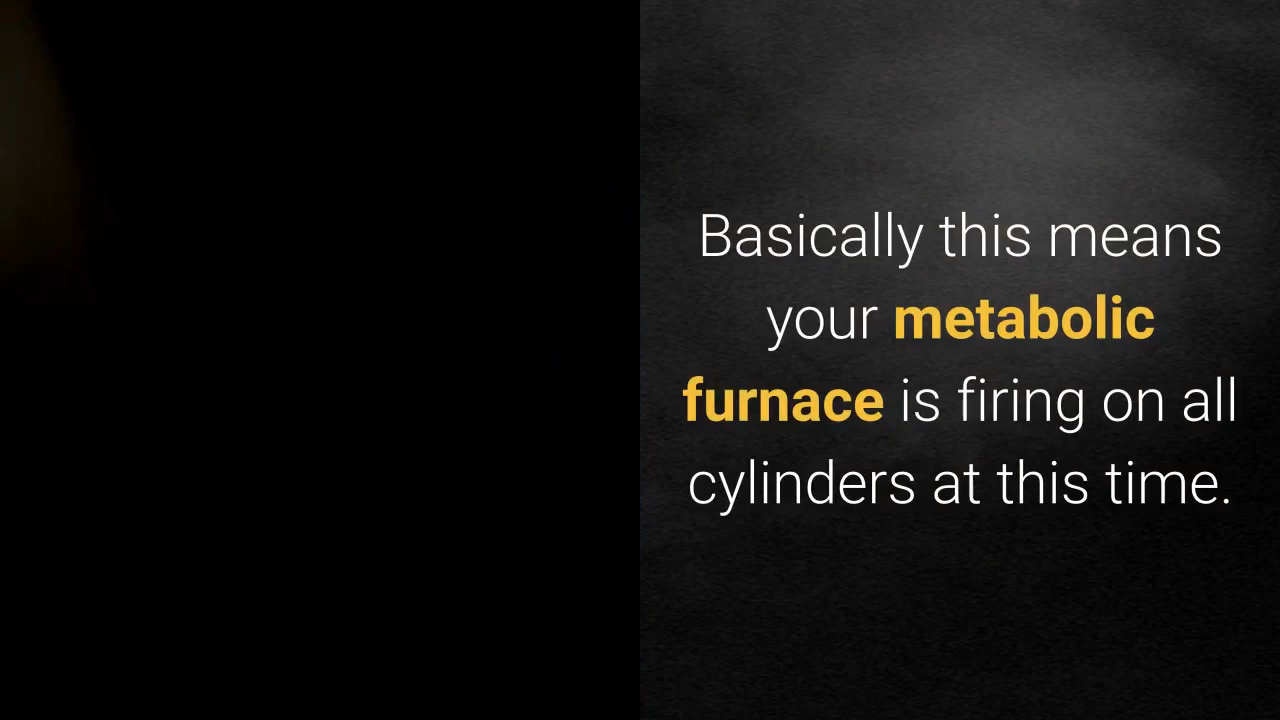 Basically this means
your metabolic
furnace is firing on all
cylinders at this time.